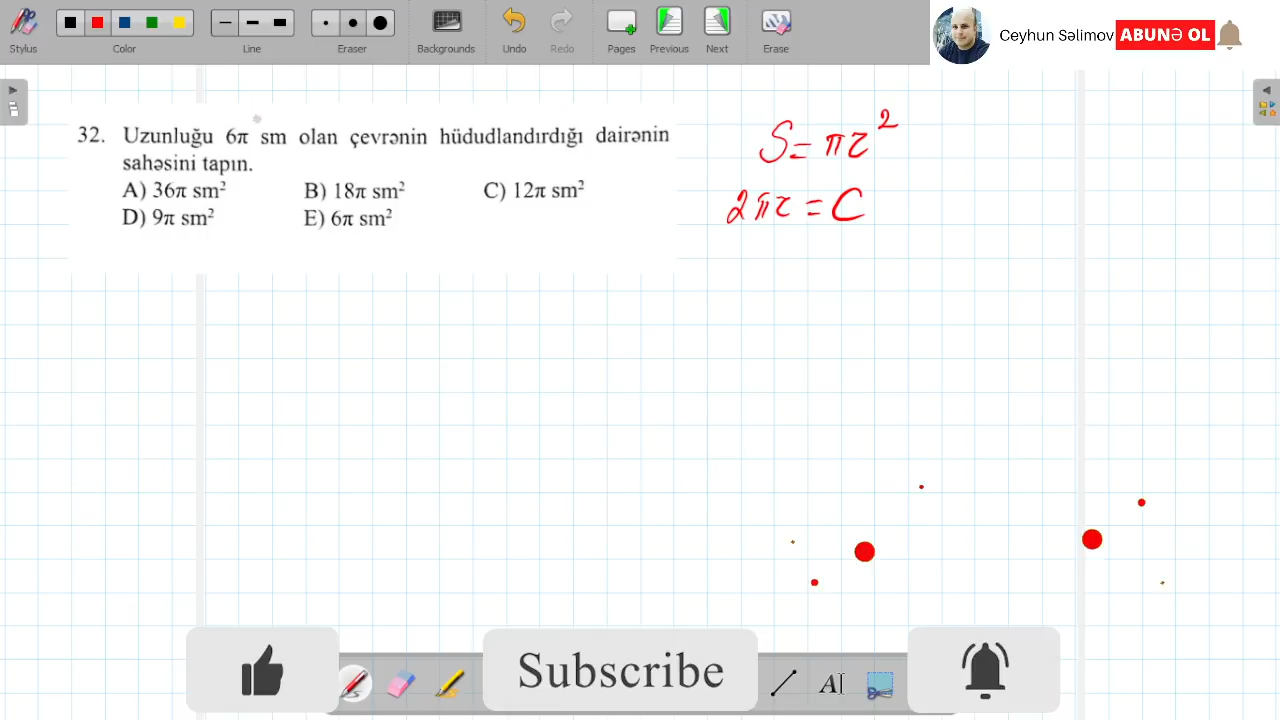 Stylus
Color
Line
Eraser
Backgrounds
Undo
Redo
Pages
Previous
Next
Erase
Ceyhun Səlimov
ABUNƏ OL
32. Uzunluğu 6π sm olan çevrənin hüdudlandırdığı dairənin
sahəsini tapın.
A) 36π sm² B) 18π sm² C) 12π sm²
D) 9π sm² E) 6π sm²
S=πr²
2πr=C
Subscribe
A